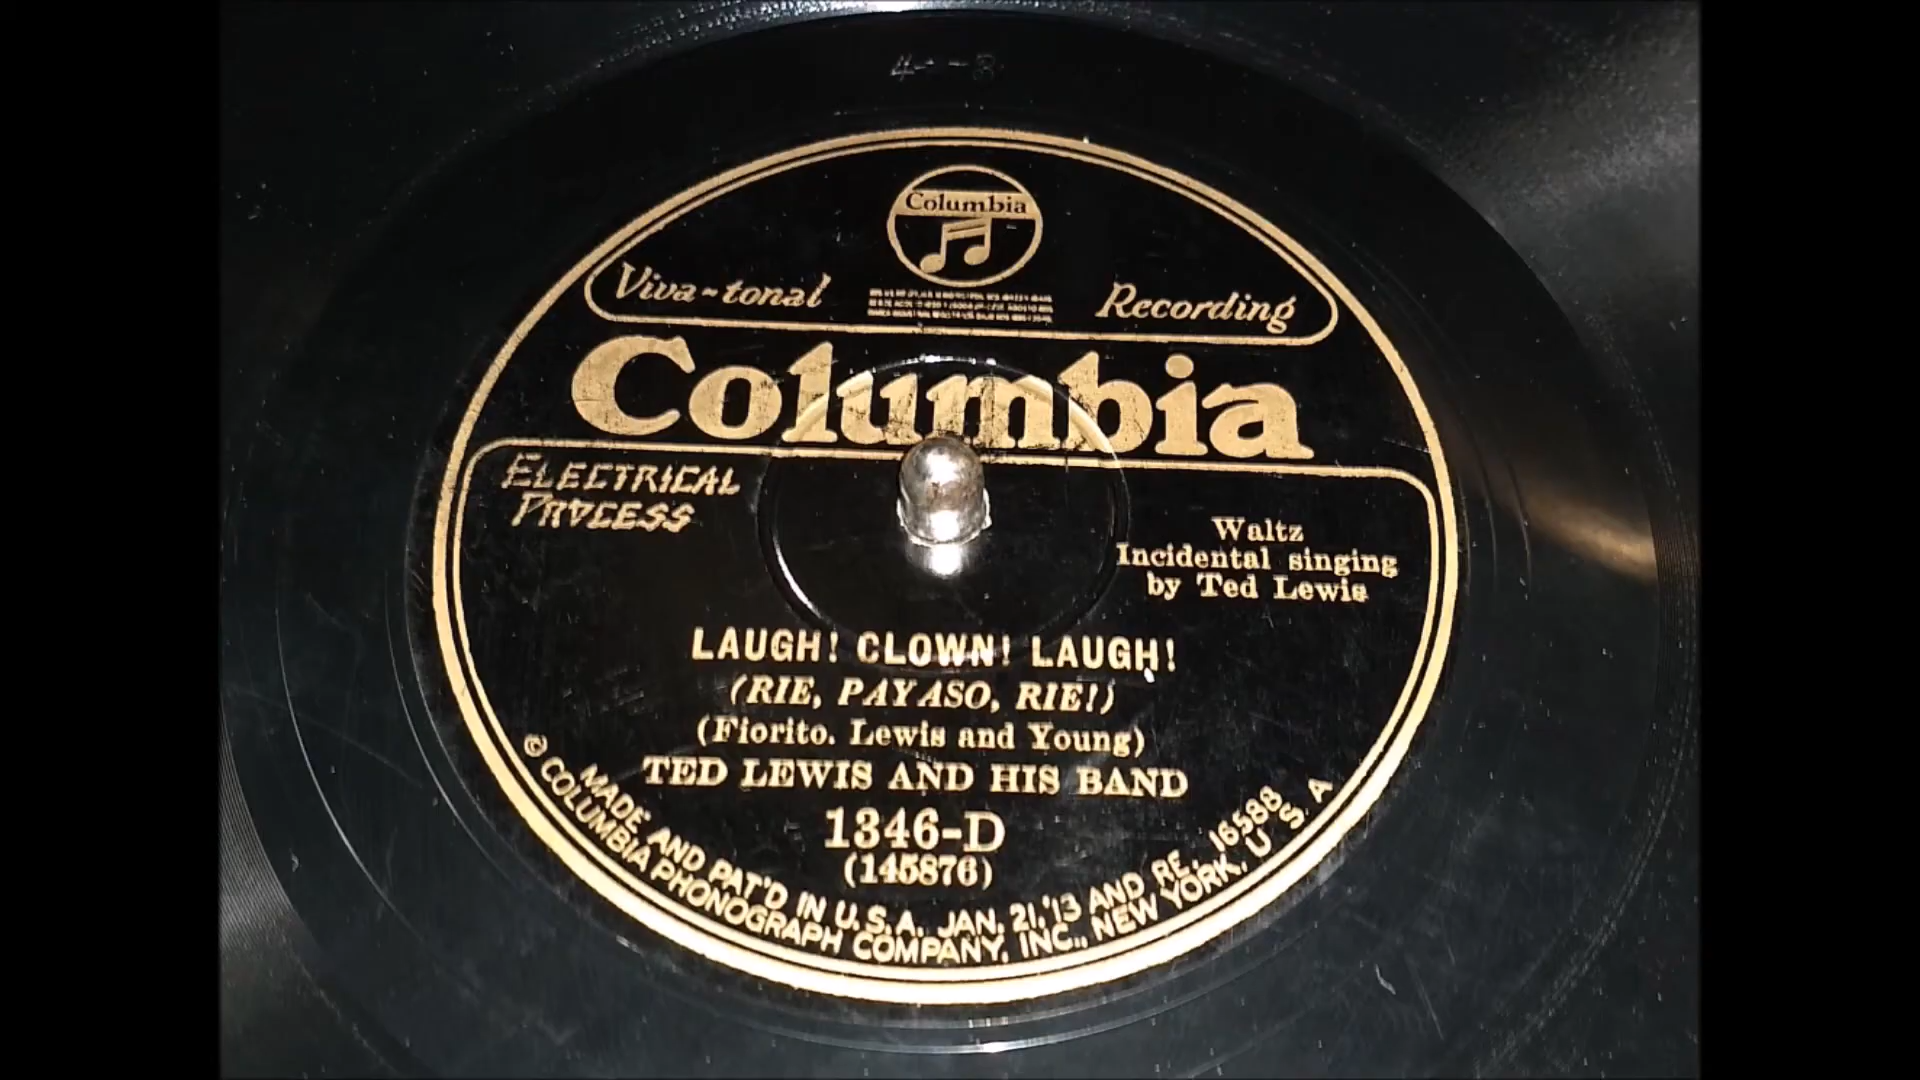 Columbia
Viva-tonal Recording
Columbia
ELECTRICAL
PROCESS
Waltz
Incidental singing
by Ted Lewis
LAUGH! CLOWN! LAUGH!
(RIE, PAYASO, RIE!)
(Fiorito. Lewis and Young)
TED LEWIS AND HIS BAND
1346-D
(145876)
MADE AND PAT'D IN U.S.A. JAN. 21,'13 AND RE. 16588
© COLUMBIA PHONOGRAPH COMPANY, INC., NEW YORK, U S A